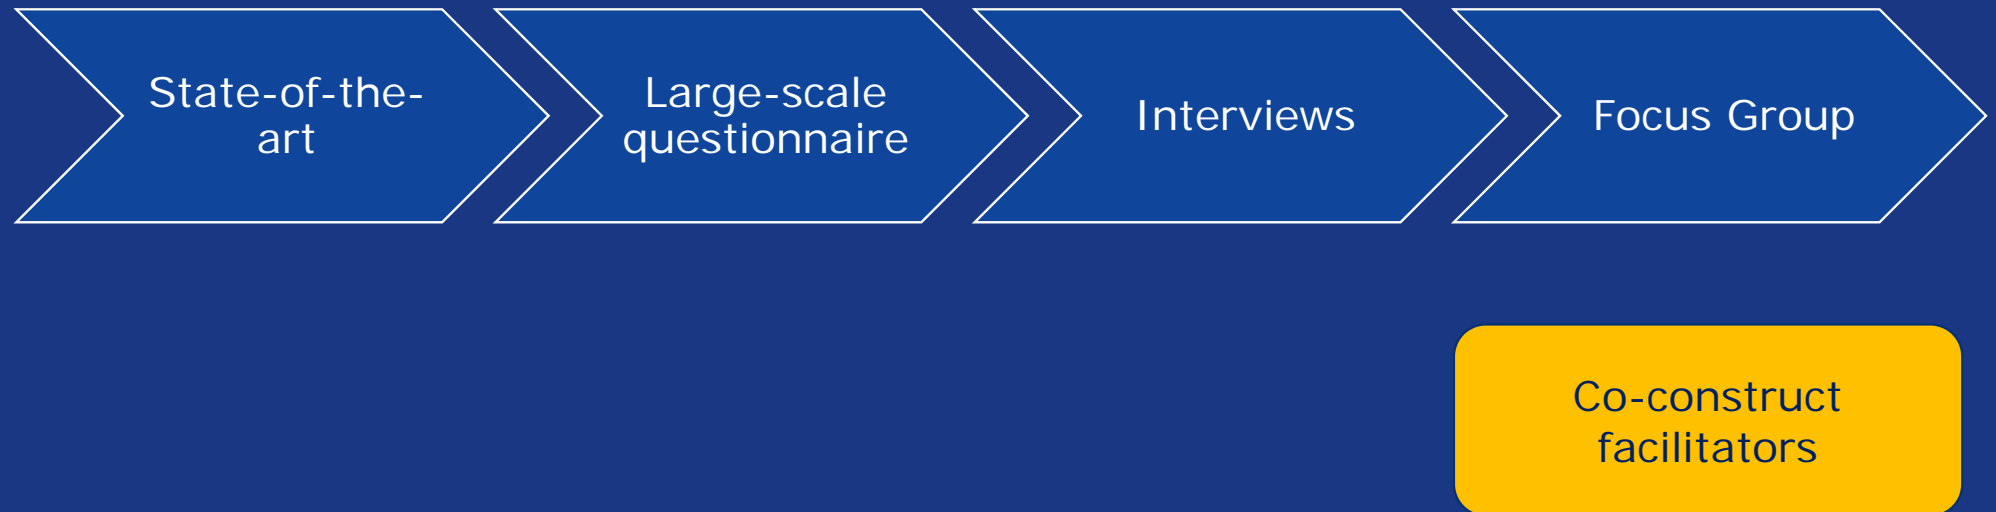 State-of-the-
art
Large-scale
questionnaire
Interviews
Focus Group
Co-construct
facilitators